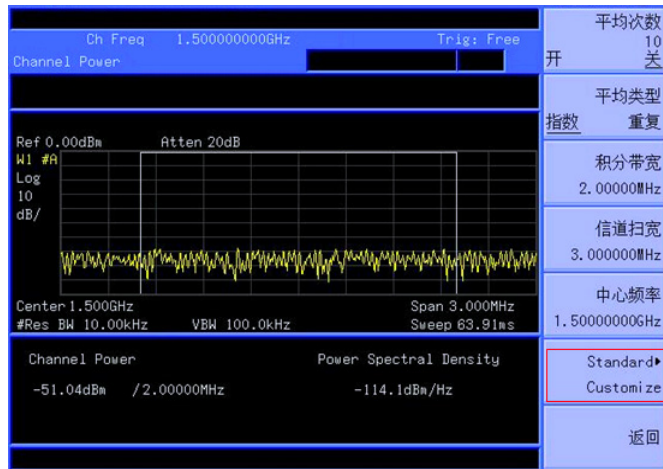 Ch Freq 1.500000000GHz Trig: Free
Channel Power
Ref 0.00dBm Atten 20dB
W1 #A
Log
10
dB/
Center 1.500GHz Span 3.000MHz
#Res BW 10.00kHz VBW 100.0kHz Sweep 63.91ms
Channel Power Power Spectral Density
-51.04dBm /2.00000MHz -114.1dBm/Hz
平均次数
10
开 关
平均类型
指数 重复
积分带宽
2.00000MHz
信道扫宽
3.000000MHz
中心频率
1.50000000GHz
Standard▶
Customize
返回